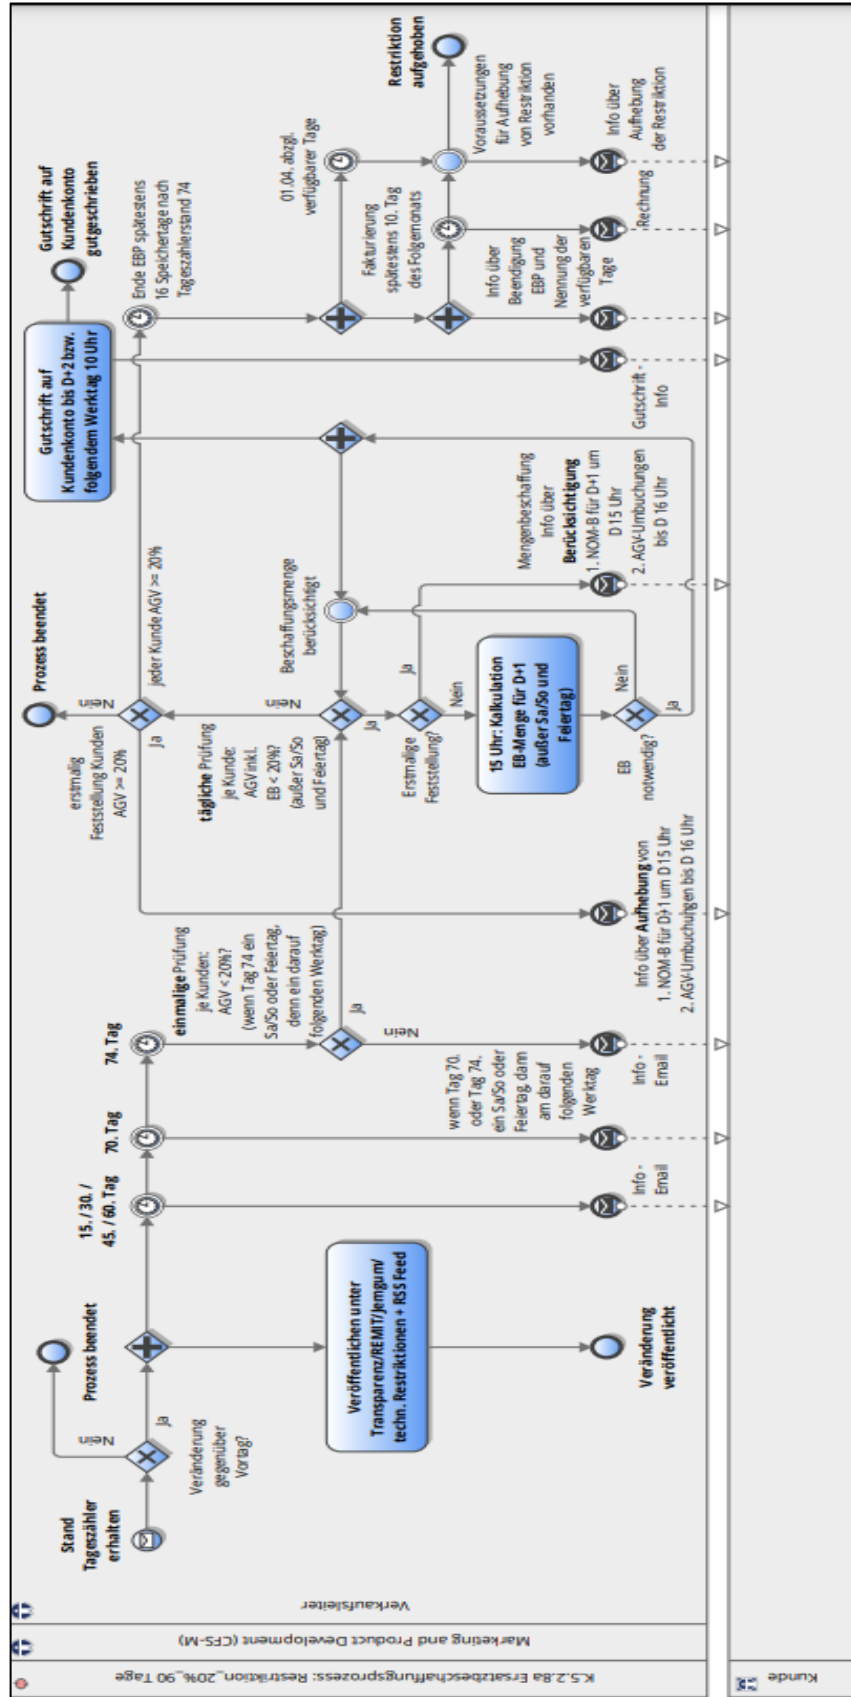 K.5.2.8a Ersatzbeschaffungsprozess: Restriktion_20%_90 Tage
Marketing and Product Development (CFS-M)
Verkaufsleiter
Kunde
Stand
Tageszähler
erhalten
Veränderung
gegenüber
Vortag?
Nein
Ja
Prozess beendet
Veröffentlichen unter
Transparenz/REMIT/Jemgum/
techn. Restriktionen + RSS Feed
Veränderung
veröffentlicht
15. / 30. /
45. / 60. Tag
70. Tag
74. Tag
Info -
Email
wenn Tag 70.
oder Tag 74.
ein Sa/So oder
Feiertag, dann
am darauf
folgenden
Werktag
Info -
Email
einmalige Prüfung
je Kunden:
AGV < 20%?
(wenn Tag 74 ein
Sa/So oder Feiertag,
denn ein darauf
folgenden Werktag)
Nein
Ja
Info über Aufhebung von
1. NOM-B für D+1 um D 15 Uhr
2. AGV-Umbuchungen bis D 16 Uhr
erstmalig
Feststellung Kunden
AGV >= 20%
Ja
Nein
Prozess beendet
jeder Kunde AGV >= 20%
tägliche Prüfung
je Kunde:
AGV inkl.
EB < 20%?
(außer Sa/So
und Feiertag)
Nein
Ja
Beschaffungsmenge
berücksichtigt
Erstmalige
Feststellung?
Ja
Nein
15 Uhr: Kalkulation
EB-Menge für D+1
(außer Sa/So und
Feiertag)
EB
notwendig?
Nein
Ja
Mengenbeschaffung
Info über
Berücksichtigung
1. NOM-B für D+1 um
D 15 Uhr
2. AGV-Umbuchungen
bis D 16 Uhr
Gutschrift auf
Kundenkonto bis D+2 bzw.
folgendem Werktag 10 Uhr
Gutschrift auf
Kundenkonto
gutgeschrieben
Gutschrift -
Info
Ende EBP spätestens
16 Speichertage nach
Tageszählerstand 74
01.04. abzgl.
verfügbarer Tage
Fakturierung
spätestens 10. Tag
des Folgemonats
Info über
Beendigung
EBP und
Nennung der
verfügbaren
Tage
Rechnung
Restriktion
aufgehoben
Voraussetzungen
für Aufhebung
von Restriktion
vorhanden
Info über
Aufhebung
der Restriktion